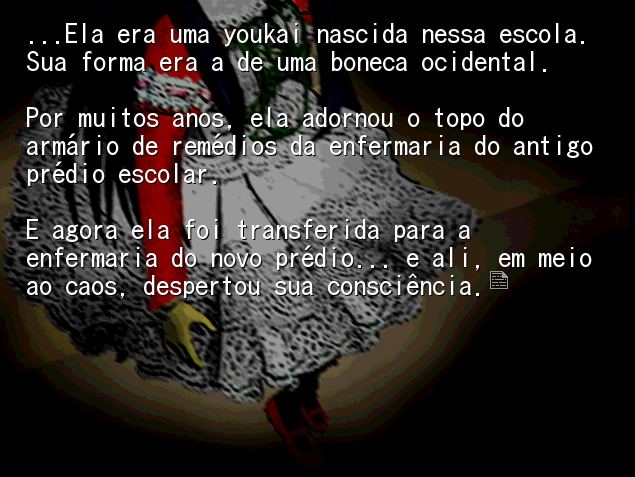 ...Ela era uma youkai nascida nessa escola.
Sua forma era a de uma boneca ocidental.
Por muitos anos, ela adornou o topo do
armário de remédios da enfermaria do antigo
prédio escolar.
E agora ela foi transferida para a
enfermaria do novo prédio... e ali, em meio
ao caos, despertou sua consciência.